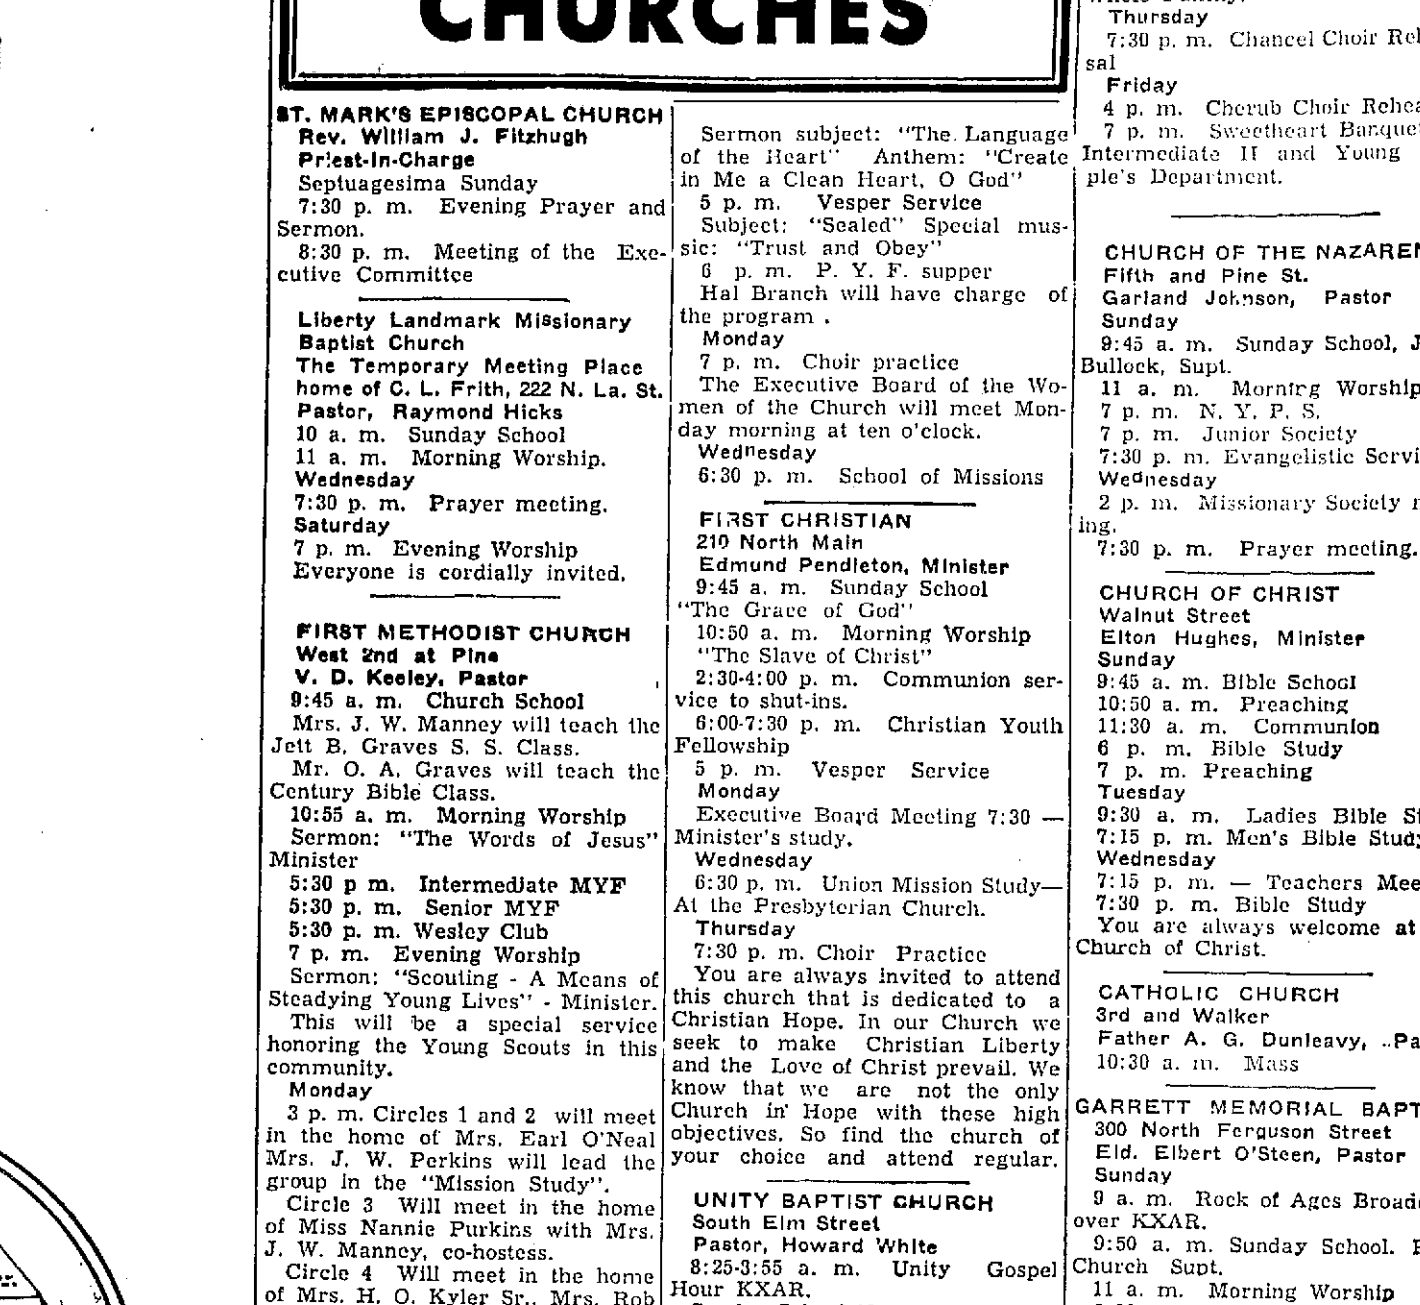 CHURCHES
ST. MARK'S EPISCOPAL CHURCH
Rev. William J. Fitzhugh
Priest-In-Charge
Septuagesima Sunday
7:30 p. m. Evening Prayer and
Sermon.
8:30 p. m. Meeting of the Exe-
cutive Committee
Liberty Landmark Missionary
Baptist Church
The Temporary Meeting Place
home of C. L. Frith, 222 N. La. St.
Pastor, Raymond Hicks
10 a. m. Sunday School
11 a. m. Morning Worship.
Wednesday
7:30 p. m. Prayer meeting.
Saturday
7 p. m. Evening Worship
Everyone is cordially invited.
FIRST METHODIST CHURCH
West 2nd at Pine
V. D. Keeley, Pastor
9:45 a. m. Church School
Mrs. J. W. Manney will teach the
Jett B. Graves S. S. Class.
Mr. O. A. Graves will teach the
Century Bible Class.
10:55 a. m. Morning Worship
Sermon: "The Words of Jesus"
Minister
5:30 p m. Intermediate MYF
5:30 p. m. Senior MYF
5:30 p. m. Wesley Club
7 p. m. Evening Worship
Sermon: "Scouting - A Means of
Steadying Young Lives" - Minister.
This will be a special service
honoring the Young Scouts in this
community.
Monday
3 p. m. Circles 1 and 2 will meet
in the home of Mrs. Earl O'Neal
Mrs. J. W. Perkins will lead the
group in the "Mission Study".
Circle 3 Will meet in the home
of Miss Nannie Purkins with Mrs.
J. W. Manney, co-hostess.
Circle 4 Will meet in the home
of Mrs. H. O. Kyler Sr., Mrs. Rob
Sermon subject: "The Language
of the Heart" Anthem: "Create
in Me a Clean Heart, O God"
5 p. m. Vesper Service
Subject: "Sealed" Special mus-
sic: "Trust and Obey"
6 p. m. P. Y. F. supper
Hal Branch will have charge of
the program .
Monday
7 p. m. Choir practice
The Executive Board of the Wo-
men of the Church will meet Mon-
day morning at ten o'clock.
Wednesday
6:30 p. m. School of Missions
FIRST CHRISTIAN
210 North Main
Edmund Pendleton, Minister
9:45 a. m. Sunday School
"The Grace of God"
10:50 a. m. Morning Worship
"The Slave of Christ"
2:30-4:00 p. m. Communion ser-
vice to shut-ins.
6:00-7:30 p. m. Christian Youth
Fellowship
5 p. m. Vesper Service
Monday
Executive Board Meeting 7:30 —
Minister's study.
Wednesday
6:30 p. m. Union Mission Study—
At the Presbyterian Church.
Thursday
7:30 p. m. Choir Practice
You are always invited to attend
this church that is dedicated to a
Christian Hope. In our Church we
seek to make Christian Liberty
and the Love of Christ prevail. We
know that we are not the only
Church in Hope with these high
objectives. So find the church of
your choice and attend regular.
UNITY BAPTIST CHURCH
South Elm Street
Pastor, Howard White
8:25-3:55 a. m. Unity Gospel
Hour KXAR.
Thursday
7:30 p. m. Chancel Choir Reh
sal
Friday
4 p. m. Cherub Choir Rehea
7 p. m. Sweetheart Banque
Intermediate II and Young
ple's Department.
CHURCH OF THE NAZAREN
Fifth and Pine St.
Garland Johnson, Pastor
Sunday
9:45 a. m. Sunday School, J
Bullock, Supt.
11 a. m. Morning Worship
7 p. m. N. Y. P. S.
7 p. m. Junior Society
7:30 p. m. Evangelistic Servi
Wednesday
2 p. m. Missionary Society
ing.
7:30 p. m. Prayer meeting.
CHURCH OF CHRIST
Walnut Street
Elton Hughes, Minister
Sunday
9:45 a. m. Bible School
10:50 a. m. Preaching
11:30 a. m. Communion
6 p. m. Bible Study
7 p. m. Preaching
Tuesday
9:30 a. m. Ladies Bible St
7:15 p. m. Men's Bible Study
Wednesday
7:15 p. m. — Teachers Mee
7:30 p. m. Bible Study
You are always welcome at
Church of Christ.
CATHOLIC CHURCH
3rd and Walker
Father A. G. Dunleavy, ..Pa
10:30 a. m. Mass
GARRETT MEMORIAL BAPT
300 North Ferguson Street
Eld. Elbert O'Steen, Pastor
Sunday
9 a. m. Rock of Ages Broad
over KXAR.
9:50 a. m. Sunday School.
Church Supt.
11 a. m. Morning Worship